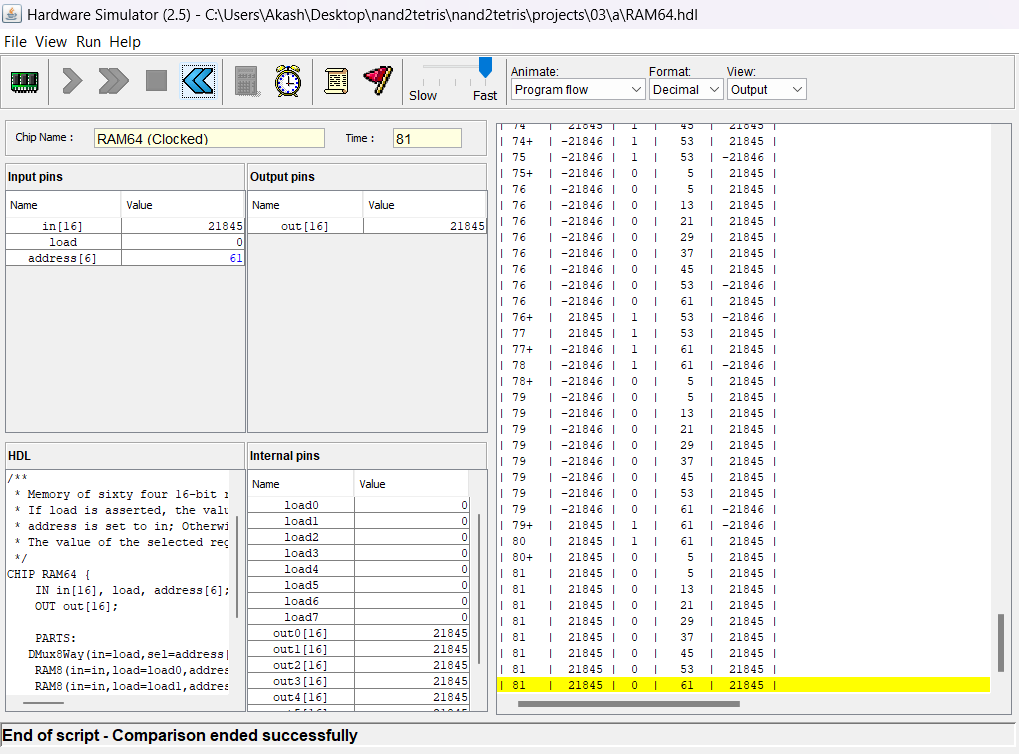 Hardware Simulator (2.5) - C:\Users\Akash\Desktop\nand2tetris\nand2tetris\projects\03\a\RAM64.hdl
File View Run Help
Slow Fast
Animate: Format: View:
Program flow Decimal Output
Chip Name : RAM64 (Clocked) Time : 81
Input pins
Name Value
in[16] 21845
load 0
address[6] 61
Output pins
Name Value
out[16] 21845
HDL
/**
* Memory of sixty four 16-bit r
* If load is asserted, the valu
* address is set to in; Otherwi
* The value of the selected reg
*/
CHIP RAM64 {
IN in[16], load, address[6];
OUT out[16];
PARTS:
DMux8Way(in=load,sel=address[
RAM8(in=in,load=load0,addres
RAM8(in=in,load=load1,addres
Internal pins
Name Value
load0 0
load1 0
load2 0
load3 0
load4 0
load5 0
load6 0
load7 0
out0[16] 21845
out1[16] 21845
out2[16] 21845
out3[16] 21845
out4[16] 21845
| 74 | 21845 | 1 | 45 | 21845 |
| 74+ | -21846 | 1 | 53 | 21845 |
| 75 | -21846 | 1 | 53 | -21846 |
| 75+ | -21846 | 0 | 5 | 21845 |
| 76 | -21846 | 0 | 5 | 21845 |
| 76 | -21846 | 0 | 13 | 21845 |
| 76 | -21846 | 0 | 21 | 21845 |
| 76 | -21846 | 0 | 29 | 21845 |
| 76 | -21846 | 0 | 37 | 21845 |
| 76 | -21846 | 0 | 45 | 21845 |
| 76 | -21846 | 0 | 53 | -21846 |
| 76 | -21846 | 0 | 61 | 21845 |
| 76+ | 21845 | 1 | 53 | -21846 |
| 77 | 21845 | 1 | 53 | 21845 |
| 77+ | -21846 | 1 | 61 | 21845 |
| 78 | -21846 | 1 | 61 | -21846 |
| 78+ | -21846 | 0 | 5 | 21845 |
| 79 | -21846 | 0 | 5 | 21845 |
| 79 | -21846 | 0 | 13 | 21845 |
| 79 | -21846 | 0 | 21 | 21845 |
| 79 | -21846 | 0 | 29 | 21845 |
| 79 | -21846 | 0 | 37 | 21845 |
| 79 | -21846 | 0 | 45 | 21845 |
| 79 | -21846 | 0 | 53 | 21845 |
| 79 | -21846 | 0 | 61 | -21846 |
| 79+ | 21845 | 1 | 61 | -21846 |
| 80 | 21845 | 1 | 61 | 21845 |
| 80+ | 21845 | 0 | 5 | 21845 |
| 81 | 21845 | 0 | 5 | 21845 |
| 81 | 21845 | 0 | 13 | 21845 |
| 81 | 21845 | 0 | 21 | 21845 |
| 81 | 21845 | 0 | 29 | 21845 |
| 81 | 21845 | 0 | 37 | 21845 |
| 81 | 21845 | 0 | 45 | 21845 |
| 81 | 21845 | 0 | 53 | 21845 |
| 81 | 21845 | 0 | 61 | 21845 |
End of script - Comparison ended successfully